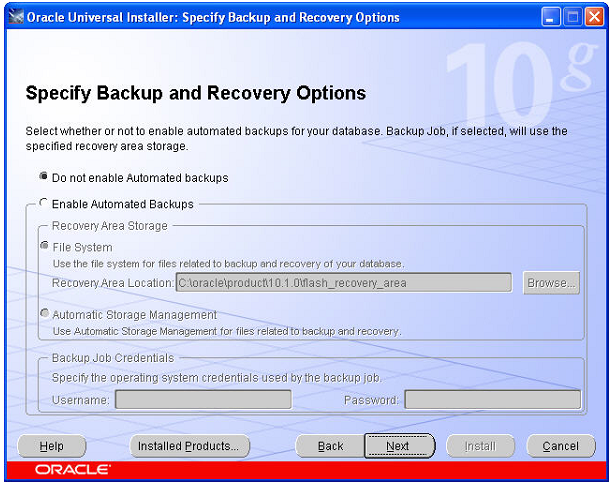 Oracle Universal Installer: Specify Backup and Recovery Options
10g
Specify Backup and Recovery Options
Select whether or not to enable automated backups for your database. Backup Job, if selected, will use the
specified recovery area storage.
Do not enable Automated backups
Enable Automated Backups
Recovery Area Storage
File System
Use the file system for files related to backup and recovery of your database.
Recovery Area Location: C:\oracle\product\10.1.0\flash_recovery_area Browse...
Automatic Storage Management
Use Automatic Storage Management for files related to backup and recovery.
Backup Job Credentials
Specify the operating system credentials used by the backup job.
Username: Password:
Help Installed Products... Back Next Install Cancel
ORACLE